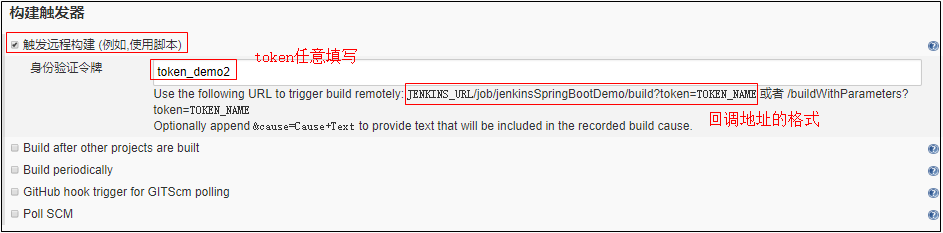 构建触发器
触发远程构建 (例如,使用脚本)
token任意填写
身份验证令牌
token_demo2
Use the following URL to trigger build remotely: JENKINS_URL/job/jenkinsSpringBootDemo/build?token=TOKEN_NAME 或者 /buildWithParameters?
token=TOKEN_NAME
回调地址的格式
Optionally append &cause=Cause+Text to provide text that will be included in the recorded build cause.
Build after other projects are built
Build periodically
GitHub hook trigger for GITScm polling
Poll SCM